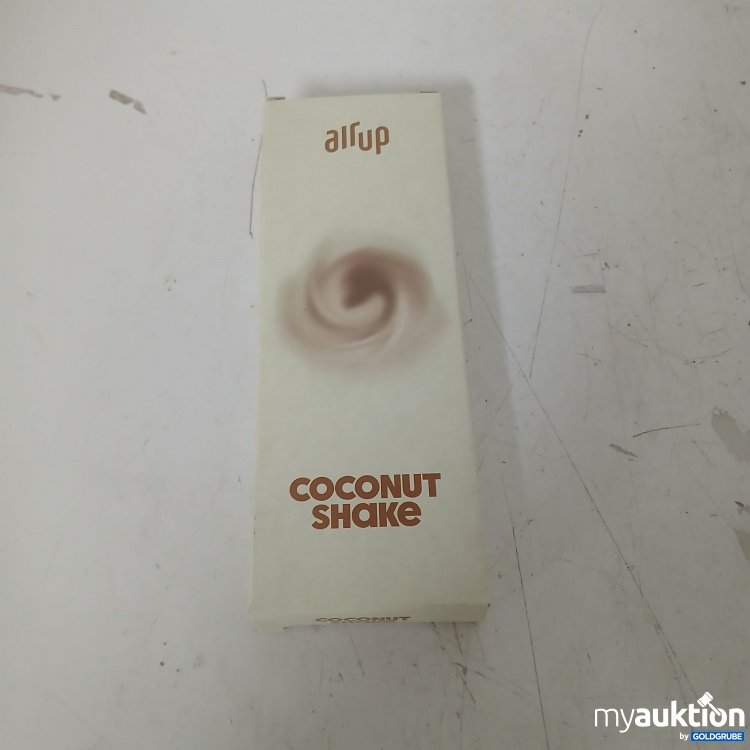 air up
COCONUT
SHAKE
COCONUT
myauktion
by GOLDGRUBE